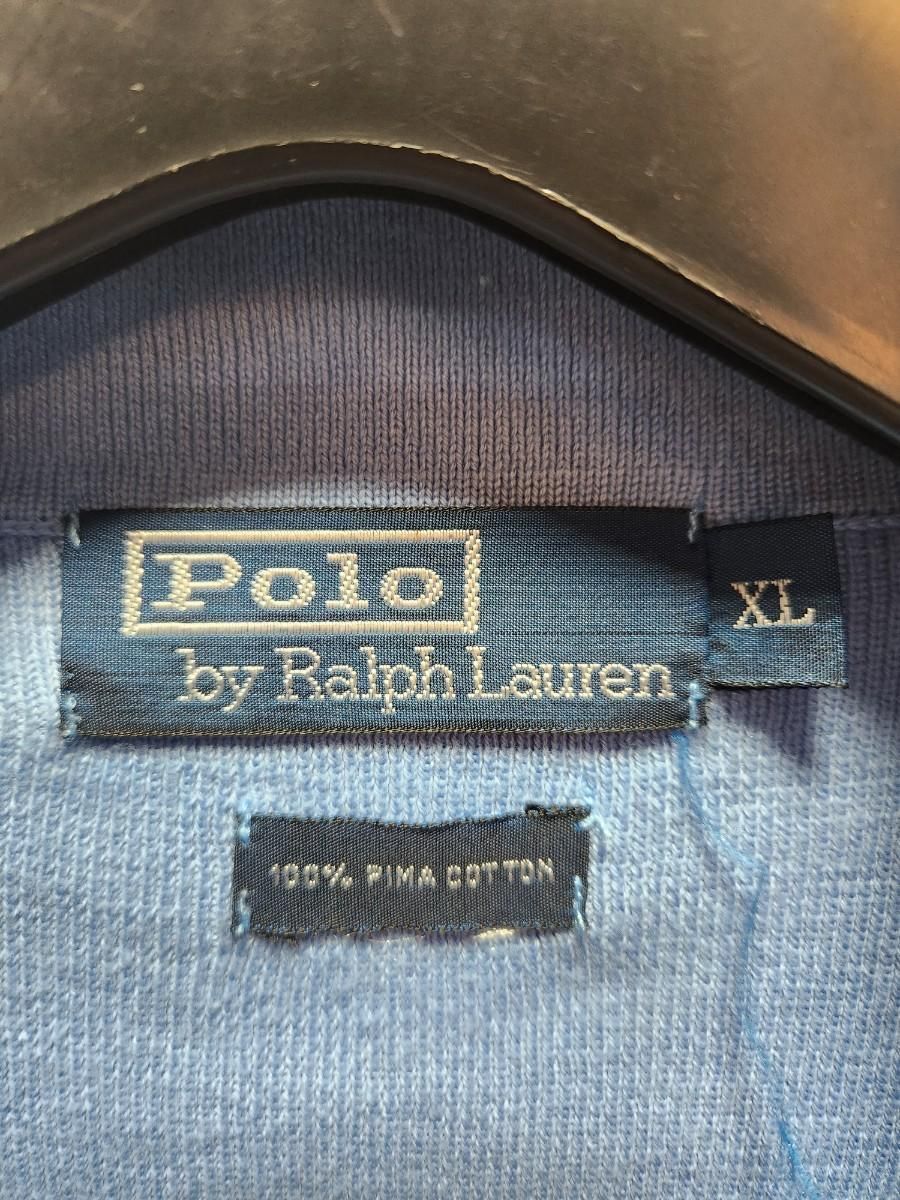 Polo
by Ralph Lauren
XL
100% PIMA COTTON